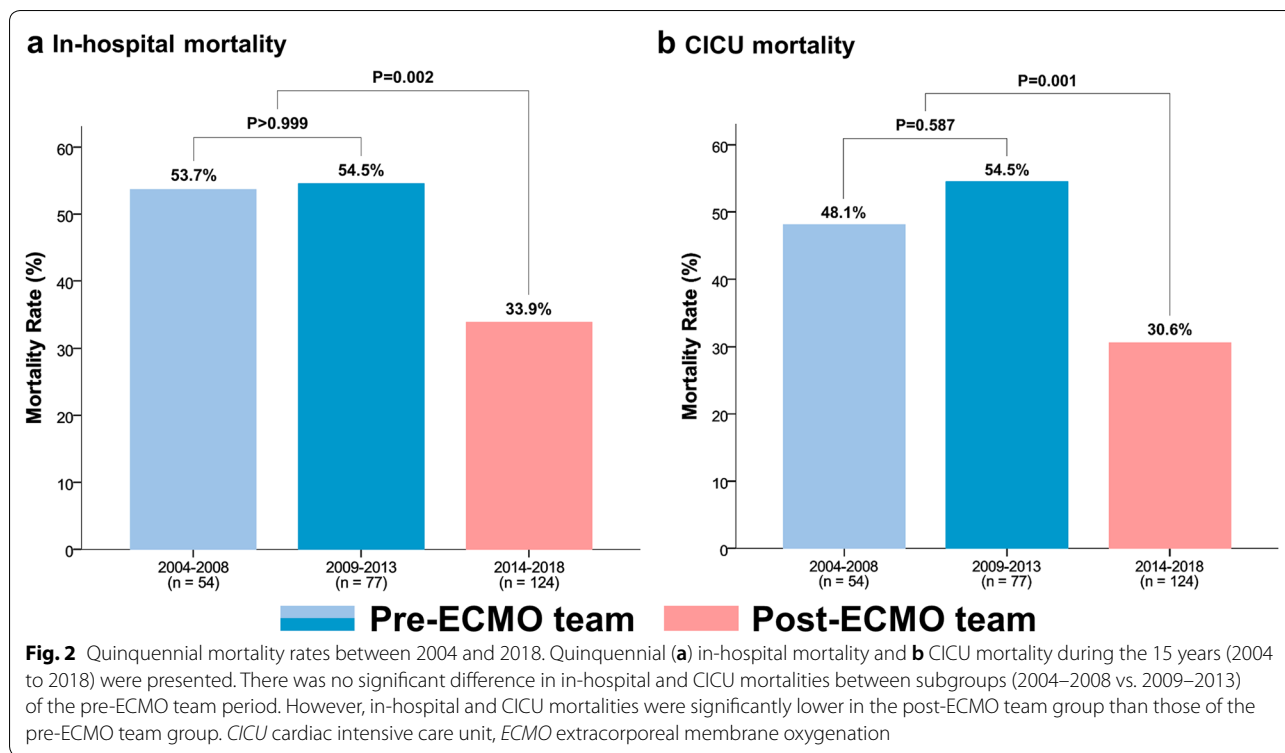 a In-hospital mortality
P=0.002
P>0.999
Mortality Rate (%)
60
50
40
30
20
10
0
53.7%
54.5%
33.9%
2004-2008
(n = 54)
2009-2013
(n = 77)
2014-2018
(n = 124)
b CICU mortality
P=0.001
P=0.587
Mortality Rate (%)
60
50
40
30
20
10
0
48.1%
54.5%
30.6%
2004-2008
(n = 54)
2009-2013
(n = 77)
2014-2018
(n = 124)
Pre-ECMO team
Post-ECMO team
Fig. 2 Quinquennial mortality rates between 2004 and 2018. Quinquennial (a) in-hospital mortality and b CICU mortality during the 15 years (2004
to 2018) were presented. There was no significant difference in in-hospital and CICU mortalities between subgroups (2004–2008 vs. 2009–2013)
of the pre-ECMO team period. However, in-hospital and CICU mortalities were significantly lower in the post-ECMO team group than those of the
pre-ECMO team group. CICU cardiac intensive care unit, ECMO extracorporeal membrane oxygenation